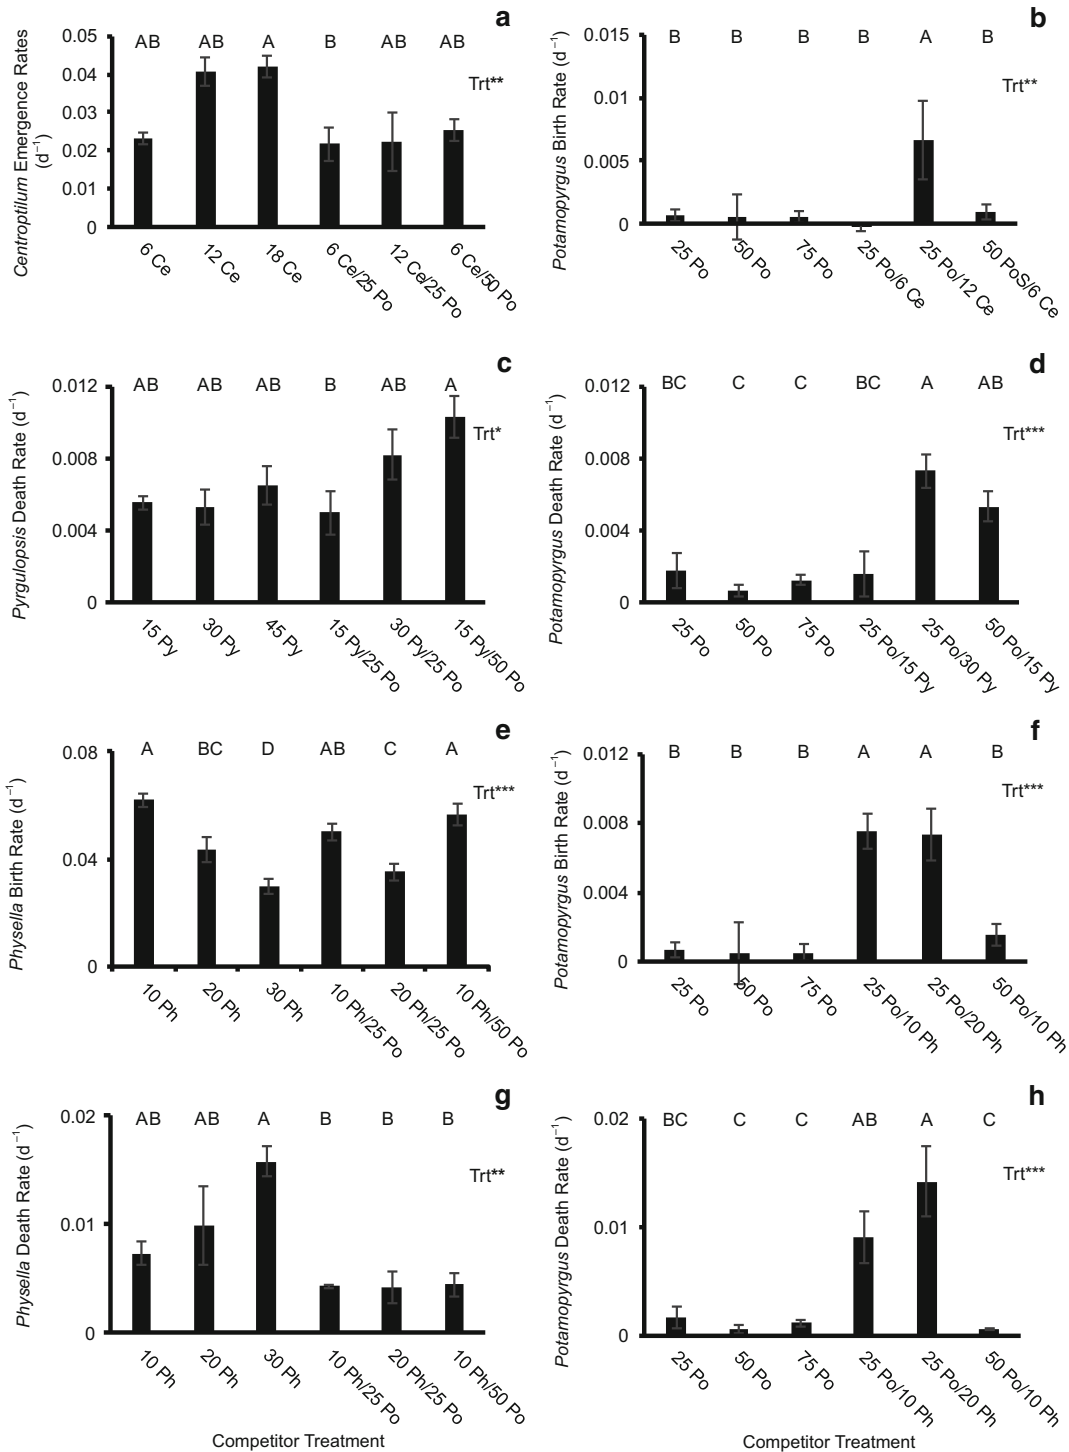 a
Centroptilum Emergence Rates
(d⁻¹)
0.05
0.04
0.03
0.02
0.01
0
AB AB A B AB AB
Trt**
6 Ce
12 Ce
18 Ce
6 Ce/25 Po
12 Ce/25 Po
6 Ce/50 Po
b
Potamopyrgus Birth Rate (d⁻¹)
0.015
0.01
0.005
0
B B B B A B
Trt**
25 Po
50 Po
75 Po
25 Po/6 Ce
25 Po/12 Ce
50 PoS/6 Ce
c
Pyrgulopsis Death Rate (d⁻¹)
0.012
0.008
0.004
0
AB AB AB B AB A
Trt*
15 Py
30 Py
45 Py
15 Py/25 Po
30 Py/25 Po
15 Py/50 Po
d
Potamopyrgus Death Rate (d⁻¹)
0.012
0.008
0.004
0
BC C C BC A AB
Trt***
25 Po
50 Po
75 Po
25 Po/15 Py
25 Po/30 Py
50 Po/15 Py
e
Physella Birth Rate (d⁻¹)
0.08
0.04
0
A BC D AB C A
Trt***
10 Ph
20 Ph
30 Ph
10 Ph/25 Po
20 Ph/25 Po
10 Ph/50 Po
f
Potamopyrgus Birth Rate (d⁻¹)
0.012
0.008
0.004
0
B B B A A B
Trt***
25 Po
50 Po
75 Po
25 Po/10 Ph
25 Po/20 Ph
50 Po/10 Ph
g
Physella Death Rate (d⁻¹)
0.02
0.01
0
AB AB A B B B
Trt**
10 Ph
20 Ph
30 Ph
10 Ph/25 Po
20 Ph/25 Po
10 Ph/50 Po
Competitor Treatment
h
Potamopyrgus Death Rate (d⁻¹)
0.02
0.01
0
BC C C AB A C
Trt***
25 Po
50 Po
75 Po
25 Po/10 Ph
25 Po/20 Ph
50 Po/10 Ph
Competitor Treatment